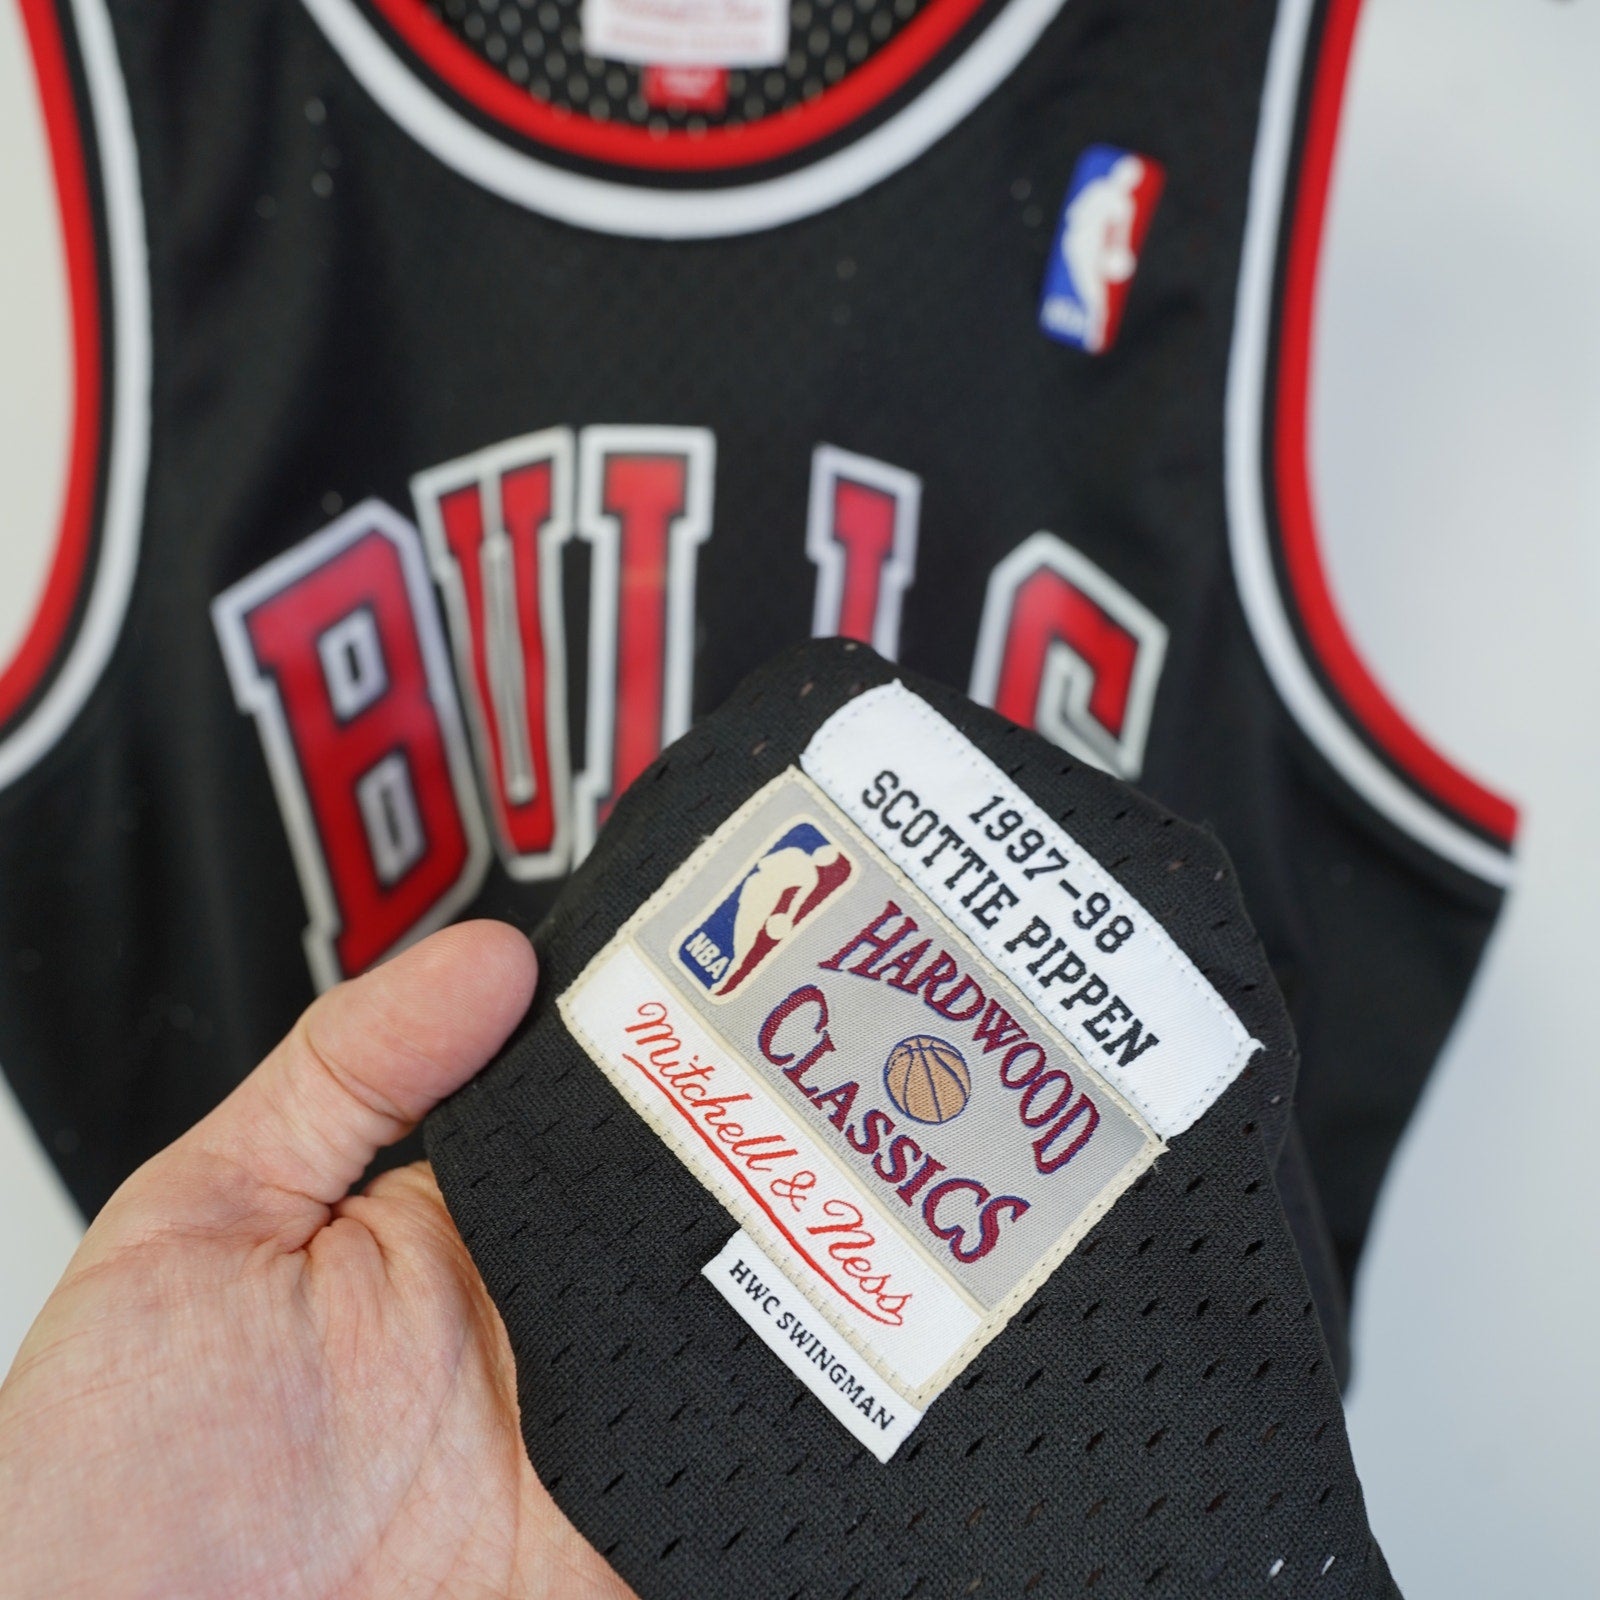 BULLS
1997-98
SCOTTIE PIPPEN
NBA
HARDWOOD
CLASSICS
Mitchell & Ness
HWC SWINGMAN